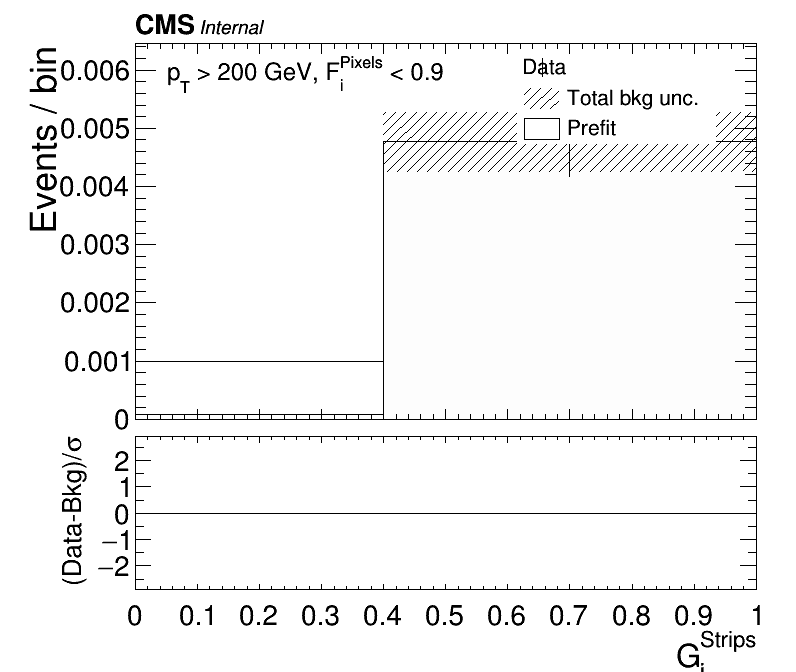 CMS Internal
p_T > 200 GeV, F_i^Pixels < 0.9
Data
Total bkg unc.
Prefit
Events / bin
0.006
0.005
0.004
0.003
0.002
0.001
0
(Data-Bkg)/σ
2
1
0
−1
−2
0 0.1 0.2 0.3 0.4 0.5 0.6 0.7 0.8 0.9 1
G_i^Strips